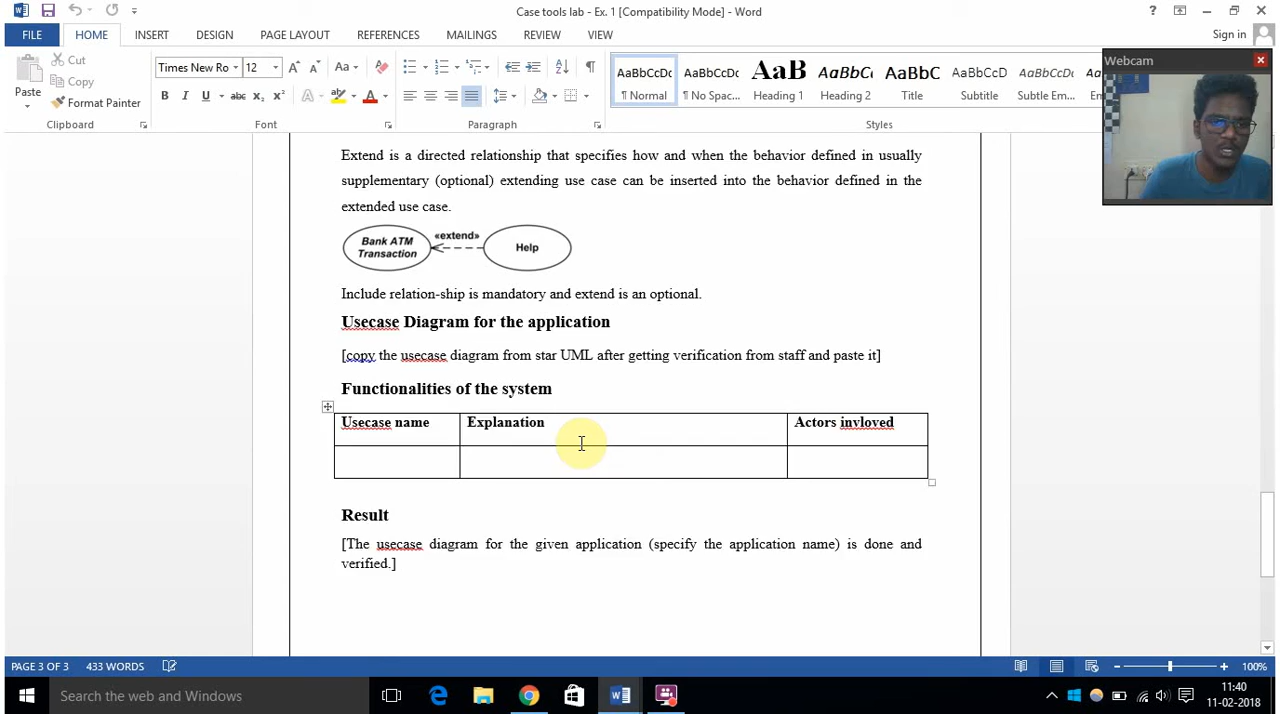 Case tools lab - Ex. 1 [Compatibility Mode] - Word
Sign in
FILE HOME INSERT DESIGN PAGE LAYOUT REFERENCES MAILINGS REVIEW VIEW
Webcam
Paste
Cut
Copy
Format Painter
Clipboard
Times New Ro 12
Aa
B I U abc x₂ x² A A
Font
Paragraph
AaBbCcDc AaBbCcDc AaB AaBbC AaBbC AaBbCcD AaBbCcDc
¶ Normal ¶ No Spac... Heading 1 Heading 2 Title Subtitle Subtle Em...
Styles
Extend is a directed relationship that specifies how and when the behavior defined in usually
supplementary (optional) extending use case can be inserted into the behavior defined in the
extended use case.
Bank ATM
Transaction
«extend»
Help
Include relation-ship is mandatory and extend is an optional.
Usecase Diagram for the application
[copy the usecase diagram from star UML after getting verification from staff and paste it]
Functionalities of the system
Usecase name Explanation Actors invloved
Result
[The usecase diagram for the given application (specify the application name) is done and
verified.]
PAGE 3 OF 3 433 WORDS
100%
Search the web and Windows
11:40
11-02-2018